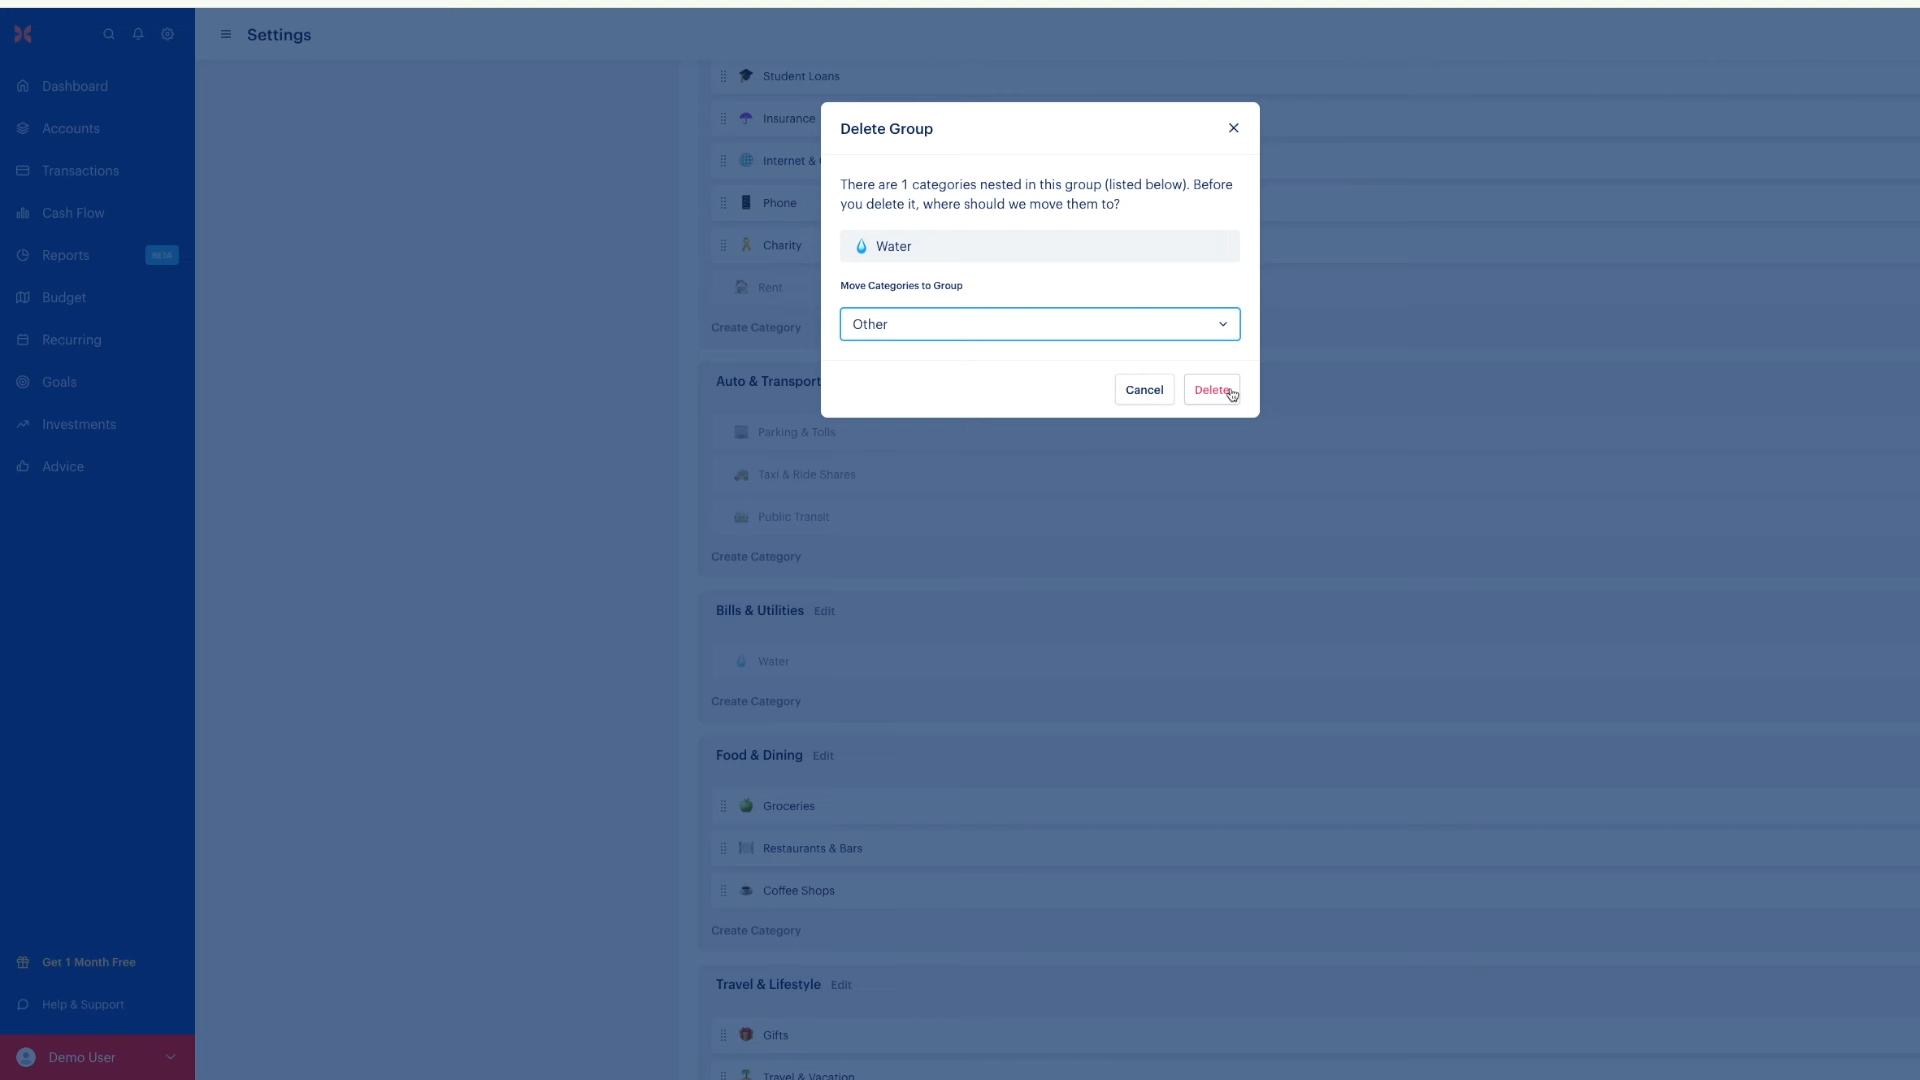 Settings
Dashboard
Accounts
Transactions
Cash Flow
Reports
BETA
Budget
Recurring
Goals
Investments
Advice
Get 1 Month Free
Help & Support
Demo User
Student Loans
Insurance
Internet &
Phone
Charity
Rent
Create Category
Auto & Transport
Parking & Tolls
Taxi & Ride Shares
Public Transit
Create Category
Bills & Utilities Edit
Water
Create Category
Food & Dining Edit
Groceries
Restaurants & Bars
Coffee Shops
Create Category
Travel & Lifestyle Edit
Gifts
Travel & Vacation
Delete Group
There are 1 categories nested in this group (listed below). Before
you delete it, where should we move them to?
Water
Move Categories to Group
Other
Cancel
Delete